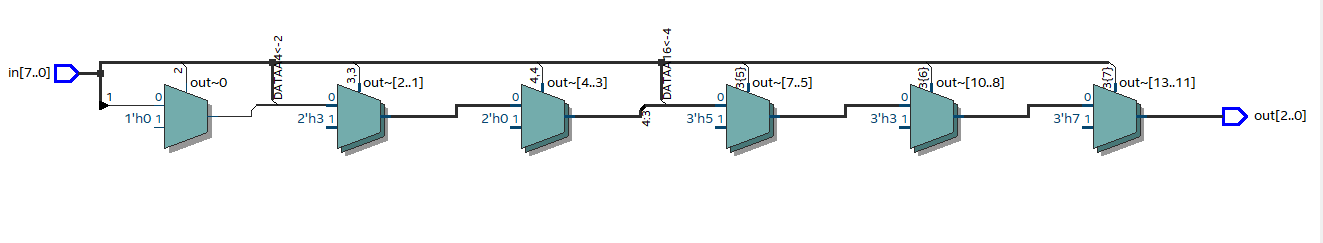 in[7..0]
1
2
out~0
0
1'h0 1
DATAA4<-2
3,3
out~[2..1]
0
2'h3 1
4,4
out~[4..3]
0
2'h0 1
4:3
DATAA16<-4
3{5}
out~[7..5]
0
3'h5 1
3{6}
out~[10..8]
0
3'h3 1
3{7}
out~[13..11]
0
3'h7 1
out[2..0]